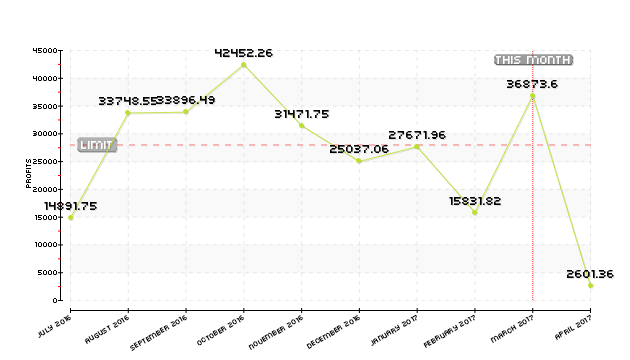 45000
40000
35000
30000
25000
20000
15000
10000
5000
0
PROFITS
LIMIT
THIS MONTH
14891.75
33748.55
33896.49
42452.26
31471.75
25037.06
27671.96
15831.82
36873.6
2601.36
JULY 2016
AUGUST 2016
SEPTEMBER 2016
OCTOBER 2016
NOVEMBER 2016
DECEMBER 2016
JANUARY 2017
FEBRUARY 2017
MARCH 2017
APRIL 2017